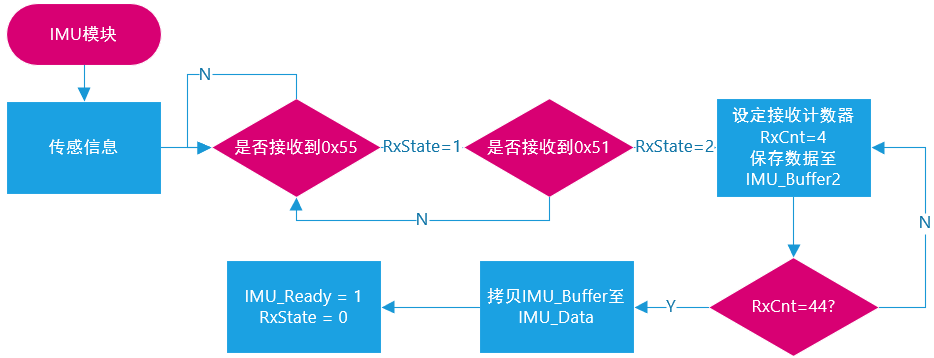 IMU模块
传感信息
N
是否接收到0x55
RxState=1
是否接收到0x51
RxState=2
设定接收计数器
RxCnt=4
保存数据至
IMU_Buffer2
N
N
IMU_Ready = 1
RxState = 0
拷贝IMU_Buffer至
IMU_Data
Y
RxCnt=44?